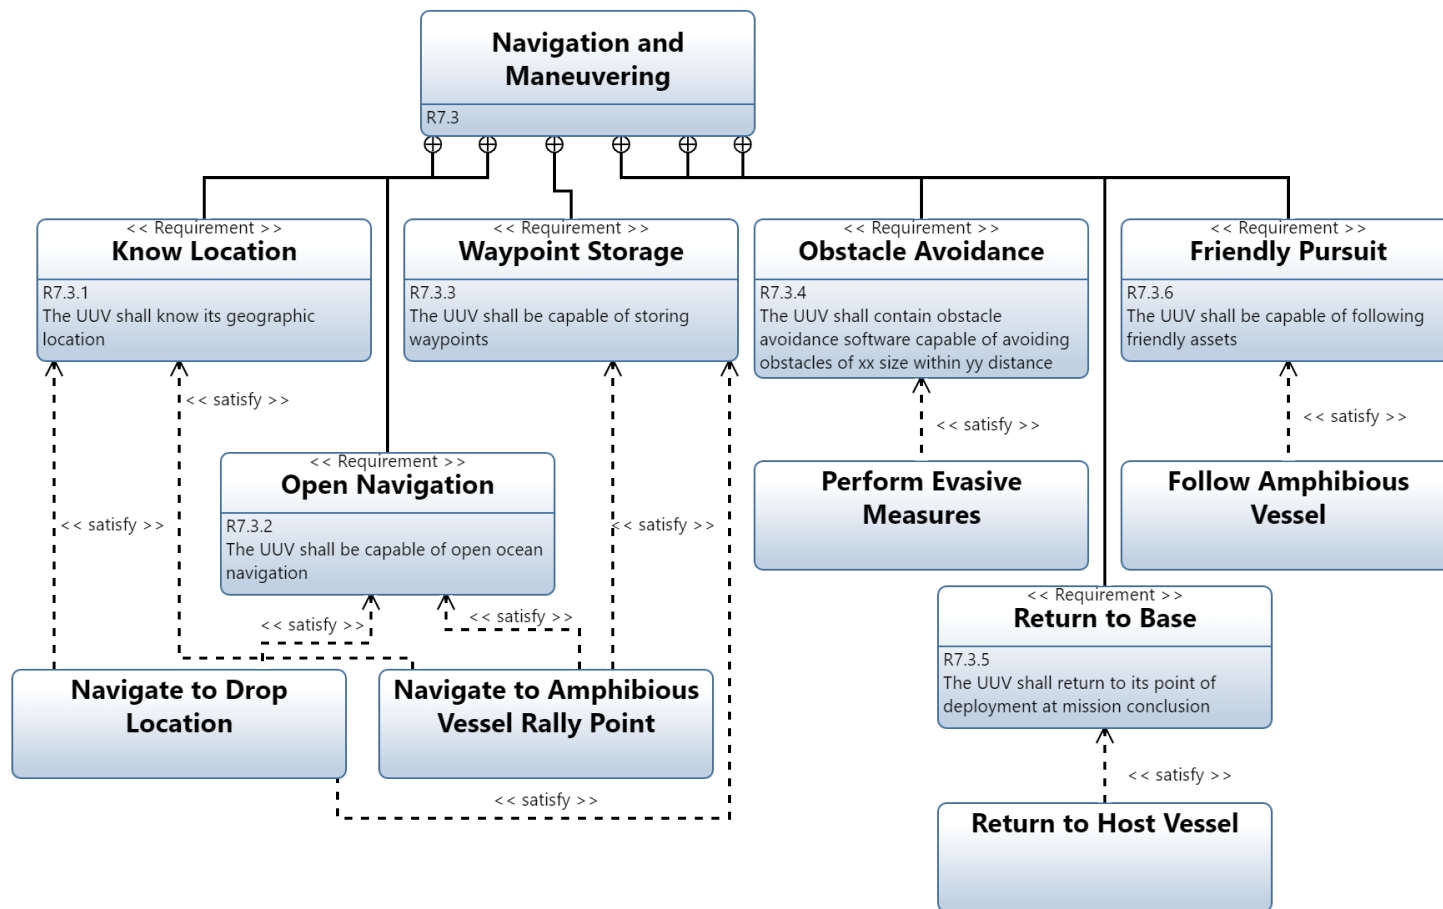 Navigation and
Maneuvering
R7.3
<< Requirement >>
Know Location
R7.3.1
The UUV shall know its geographic
location
<< Requirement >>
Waypoint Storage
R7.3.3
The UUV shall be capable of storing
waypoints
<< Requirement >>
Obstacle Avoidance
R7.3.4
The UUV shall contain obstacle
avoidance software capable of avoiding
obstacles of xx size within yy distance
<< Requirement >>
Friendly Pursuit
R7.3.6
The UUV shall be capable of following
friendly assets
<< satisfy >>
<< satisfy >>
<< satisfy >>
<< Requirement >>
Open Navigation
R7.3.2
The UUV shall be capable of open ocean
navigation
Perform Evasive
Measures
Follow Amphibious
Vessel
<< satisfy >>
<< satisfy >>
<< satisfy >>
<< satisfy >>
<< Requirement >>
Return to Base
R7.3.5
The UUV shall return to its point of
deployment at mission conclusion
Navigate to Drop
Location
Navigate to Amphibious
Vessel Rally Point
<< satisfy >>
<< satisfy >>
Return to Host Vessel